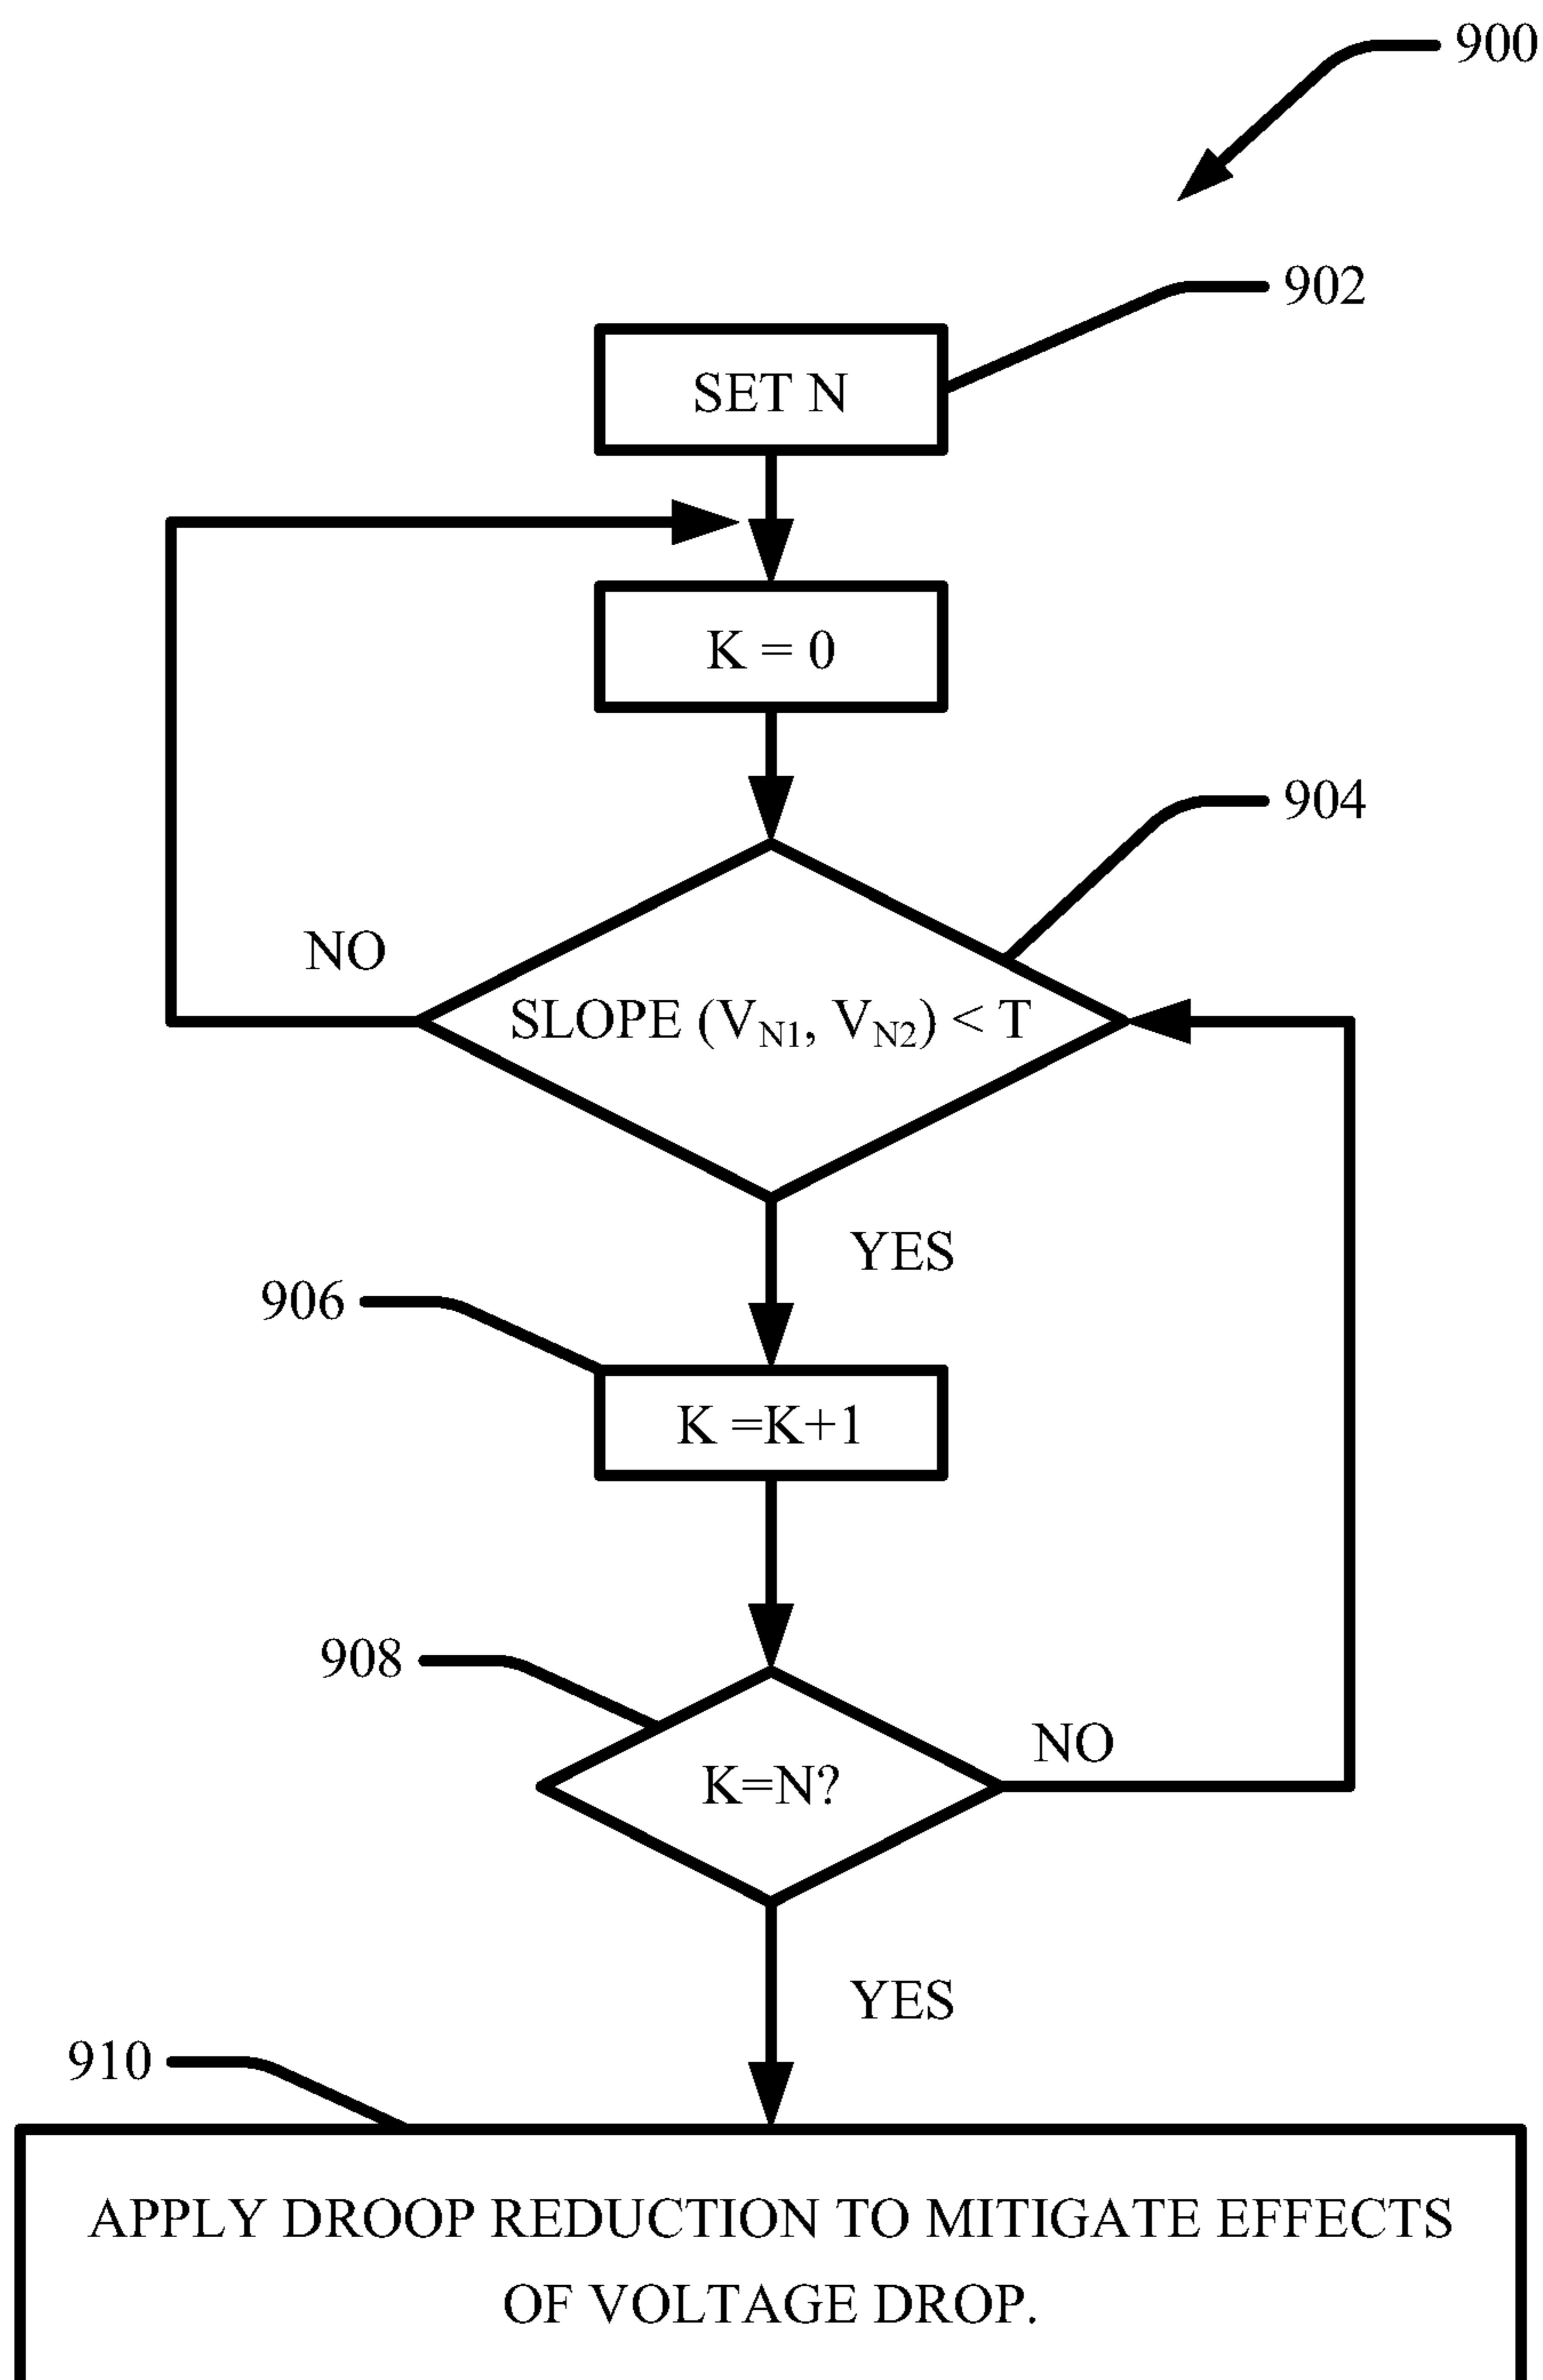 900
902
SET N
K = 0
904
NO
SLOPE (VN1, VN2) < T
YES
906
K =K+1
908
NO
K=N?
YES
910
APPLY DROOP REDUCTION TO MITIGATE EFFECTS
OF VOLTAGE DROP.